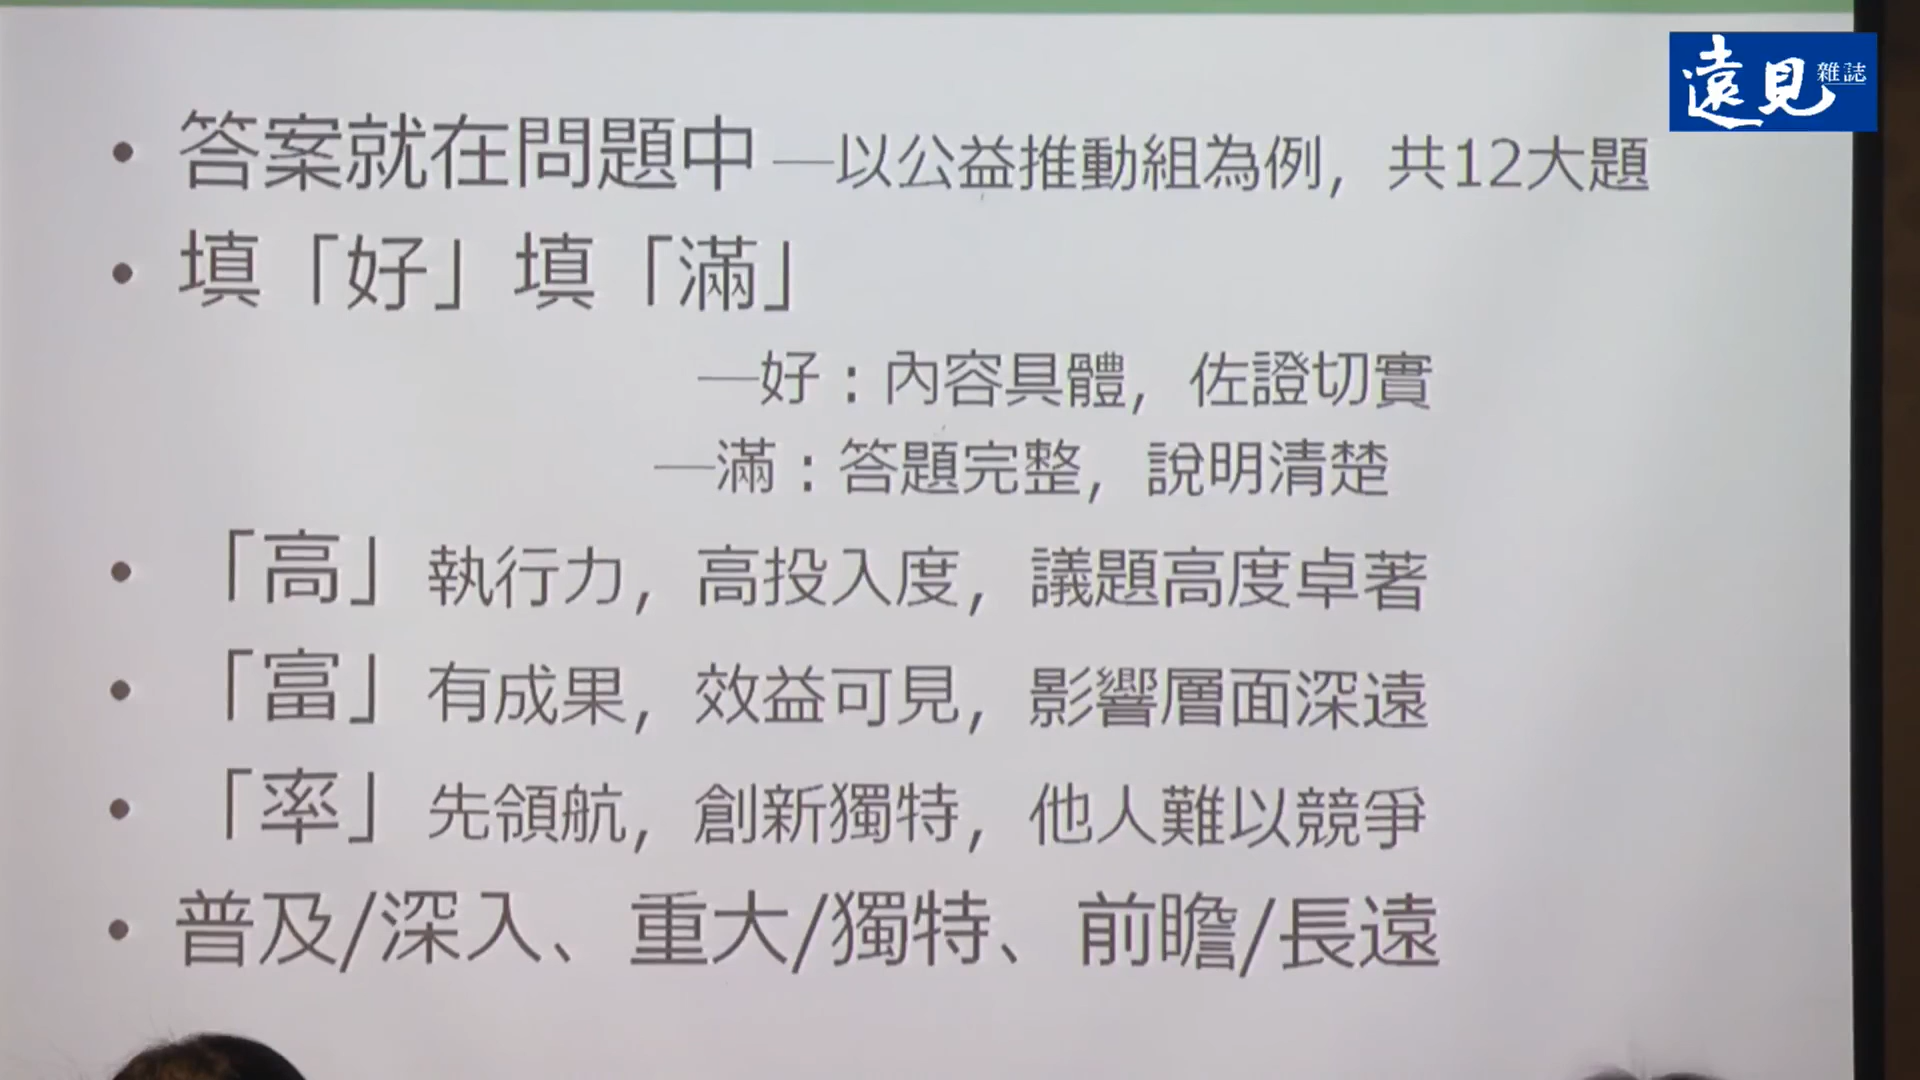 遠見雜誌
• 答案就在問題中 —以公益推動組為例，共12大題
• 填「好」填「滿」
—好：內容具體，佐證切實
—滿：答題完整，說明清楚
• 「高」執行力，高投入度，議題高度卓著
• 「富」有成果，效益可見，影響層面深遠
• 「率」先領航，創新獨特，他人難以競爭
• 普及/深入、重大/獨特、前瞻/長遠